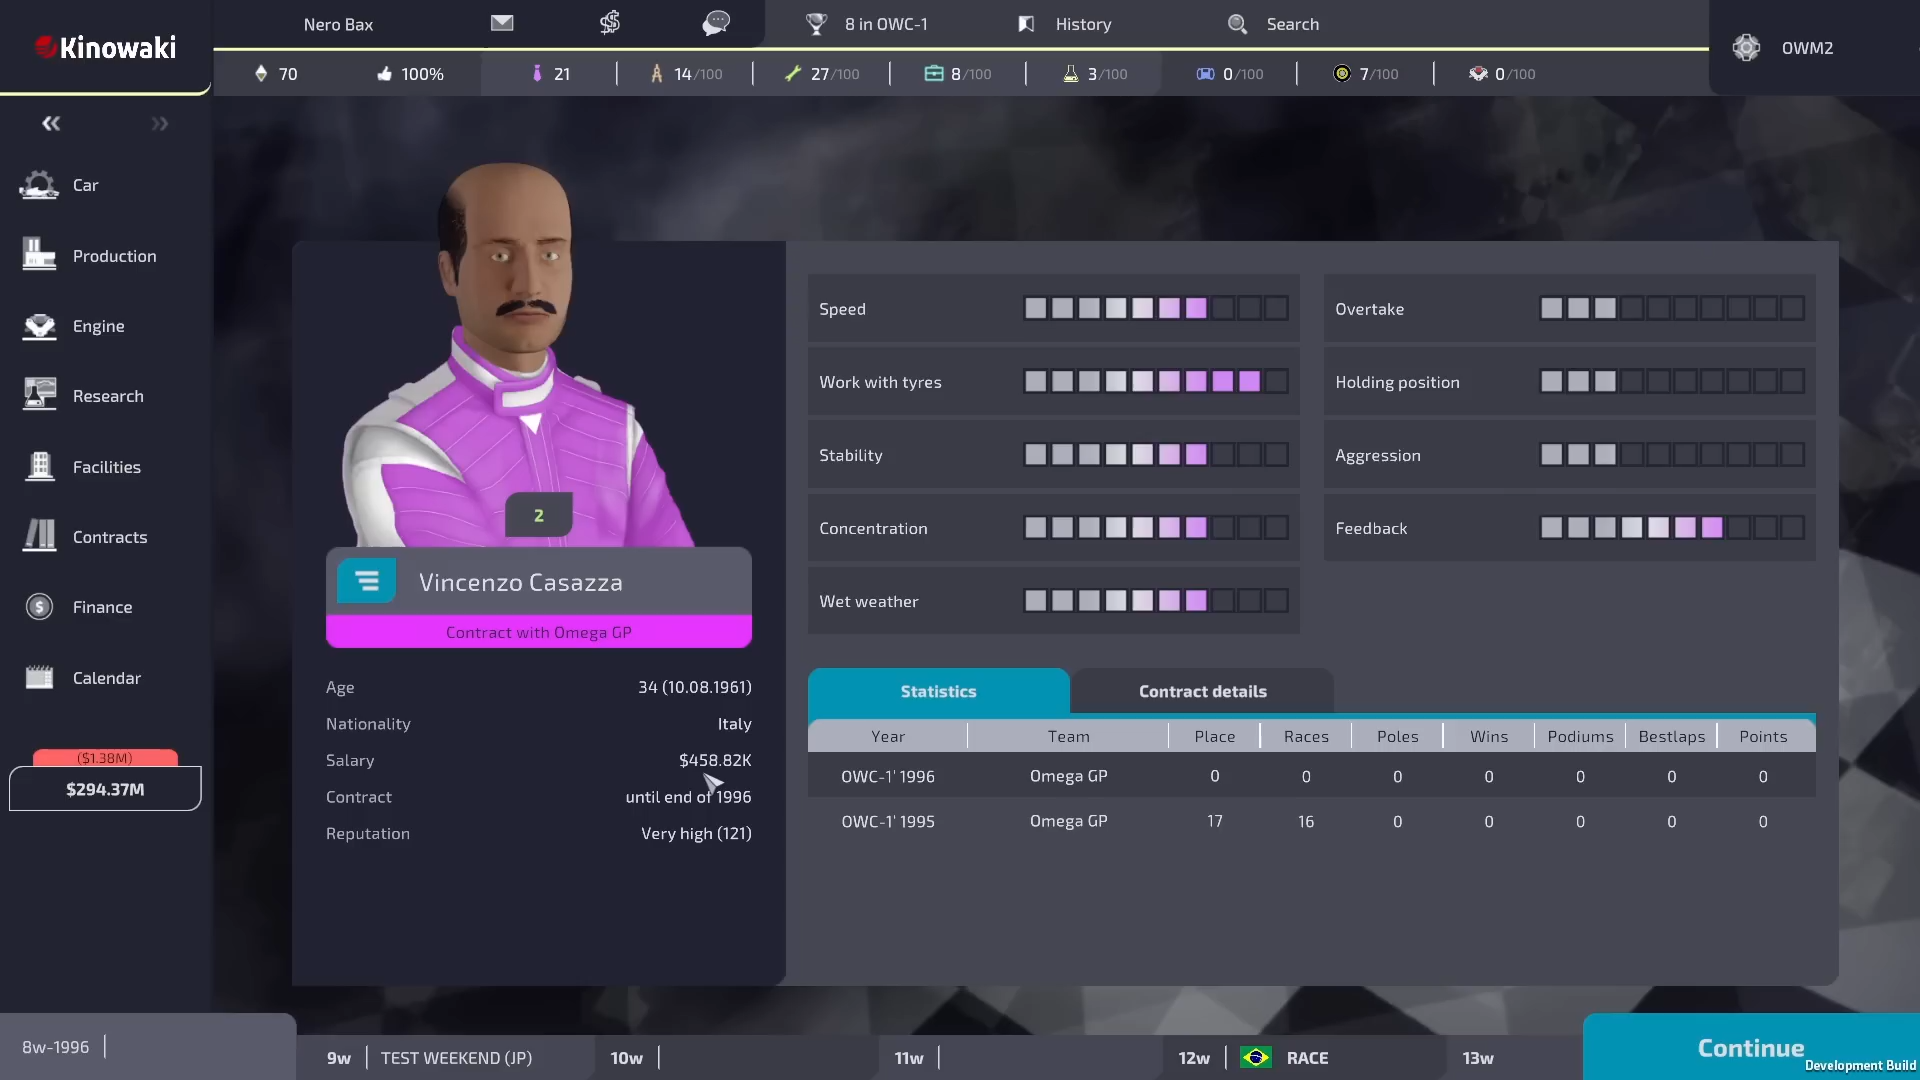 Kinowaki
Nero Bax
8 in OWC-1
History
Search
OWM2
70
100%
21
14/100
27/100
8/100
3/100
0/100
7/100
0/100
Car
Production
Engine
Research
Facilities
Contracts
Finance
Calendar
($1.38M)
$294.37M
2
Vincenzo Casazza
Contract with Omega GP
Age 34 (10.08.1961)
Nationality Italy
Salary $458.82K
Contract until end of 1996
Reputation Very high (121)
Speed
Work with tyres
Stability
Concentration
Wet weather
Overtake
Holding position
Aggression
Feedback
Statistics Contract details
Year Team Place Races Poles Wins Podiums Bestlaps Points
OWC-1' 1996 Omega GP 0 0 0 0 0 0 0
OWC-1' 1995 Omega GP 17 16 0 0 0 0 0
8w-1996
9w TEST WEEKEND (JP)
10w
11w
12w RACE
13w
Continue
Development Build